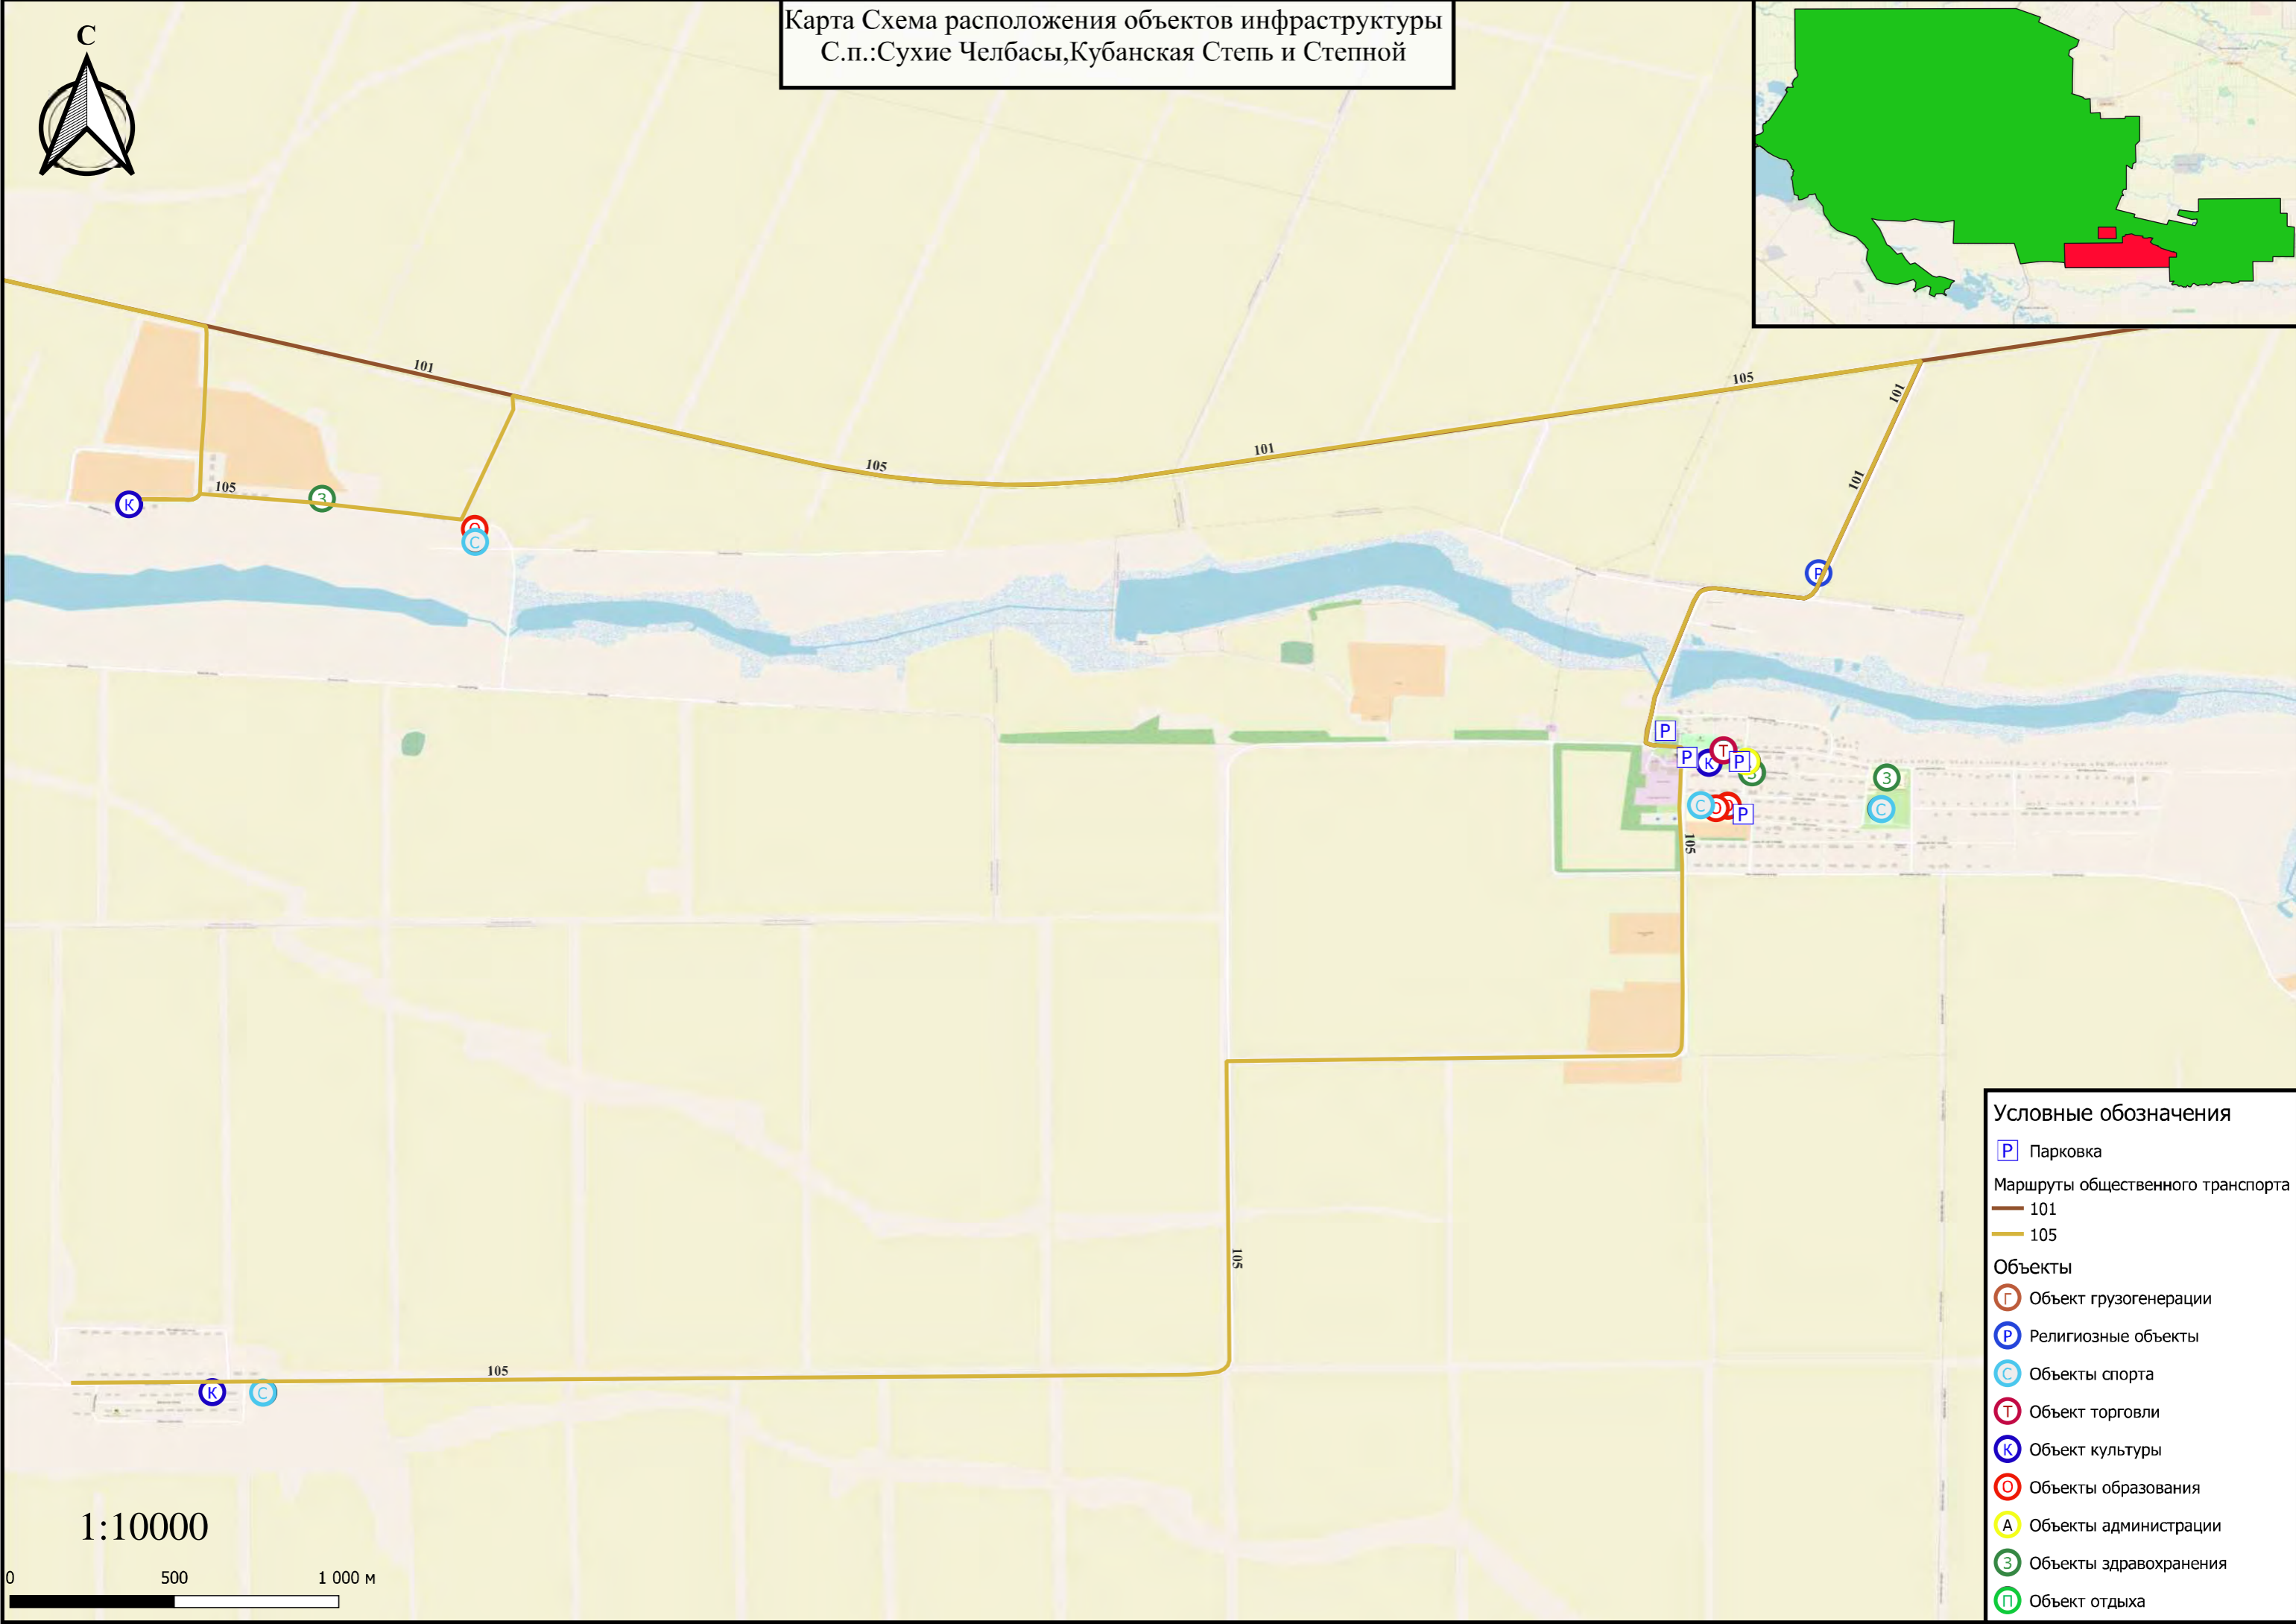 С
Карта Схема расположения объектов инфраструктуры
С.п.:Сухие Челбасы,Кубанская Степь и Степной
101
105
101
105
101
105
101
105
К
З
О
С
Р
P
P
К
Т
P
З
С
О
О
P
З
С
105
105
105
К
С
1:10000
0 500 1 000 м
Условные обозначения
P Парковка
Маршруты общественного транспорта
101
105
Объекты
Г Объект грузогенерации
Р Религиозные объекты
С Объекты спорта
Т Объект торговли
К Объект культуры
О Объекты образования
А Объекты администрации
З Объекты здравохранения
П Объект отдыха